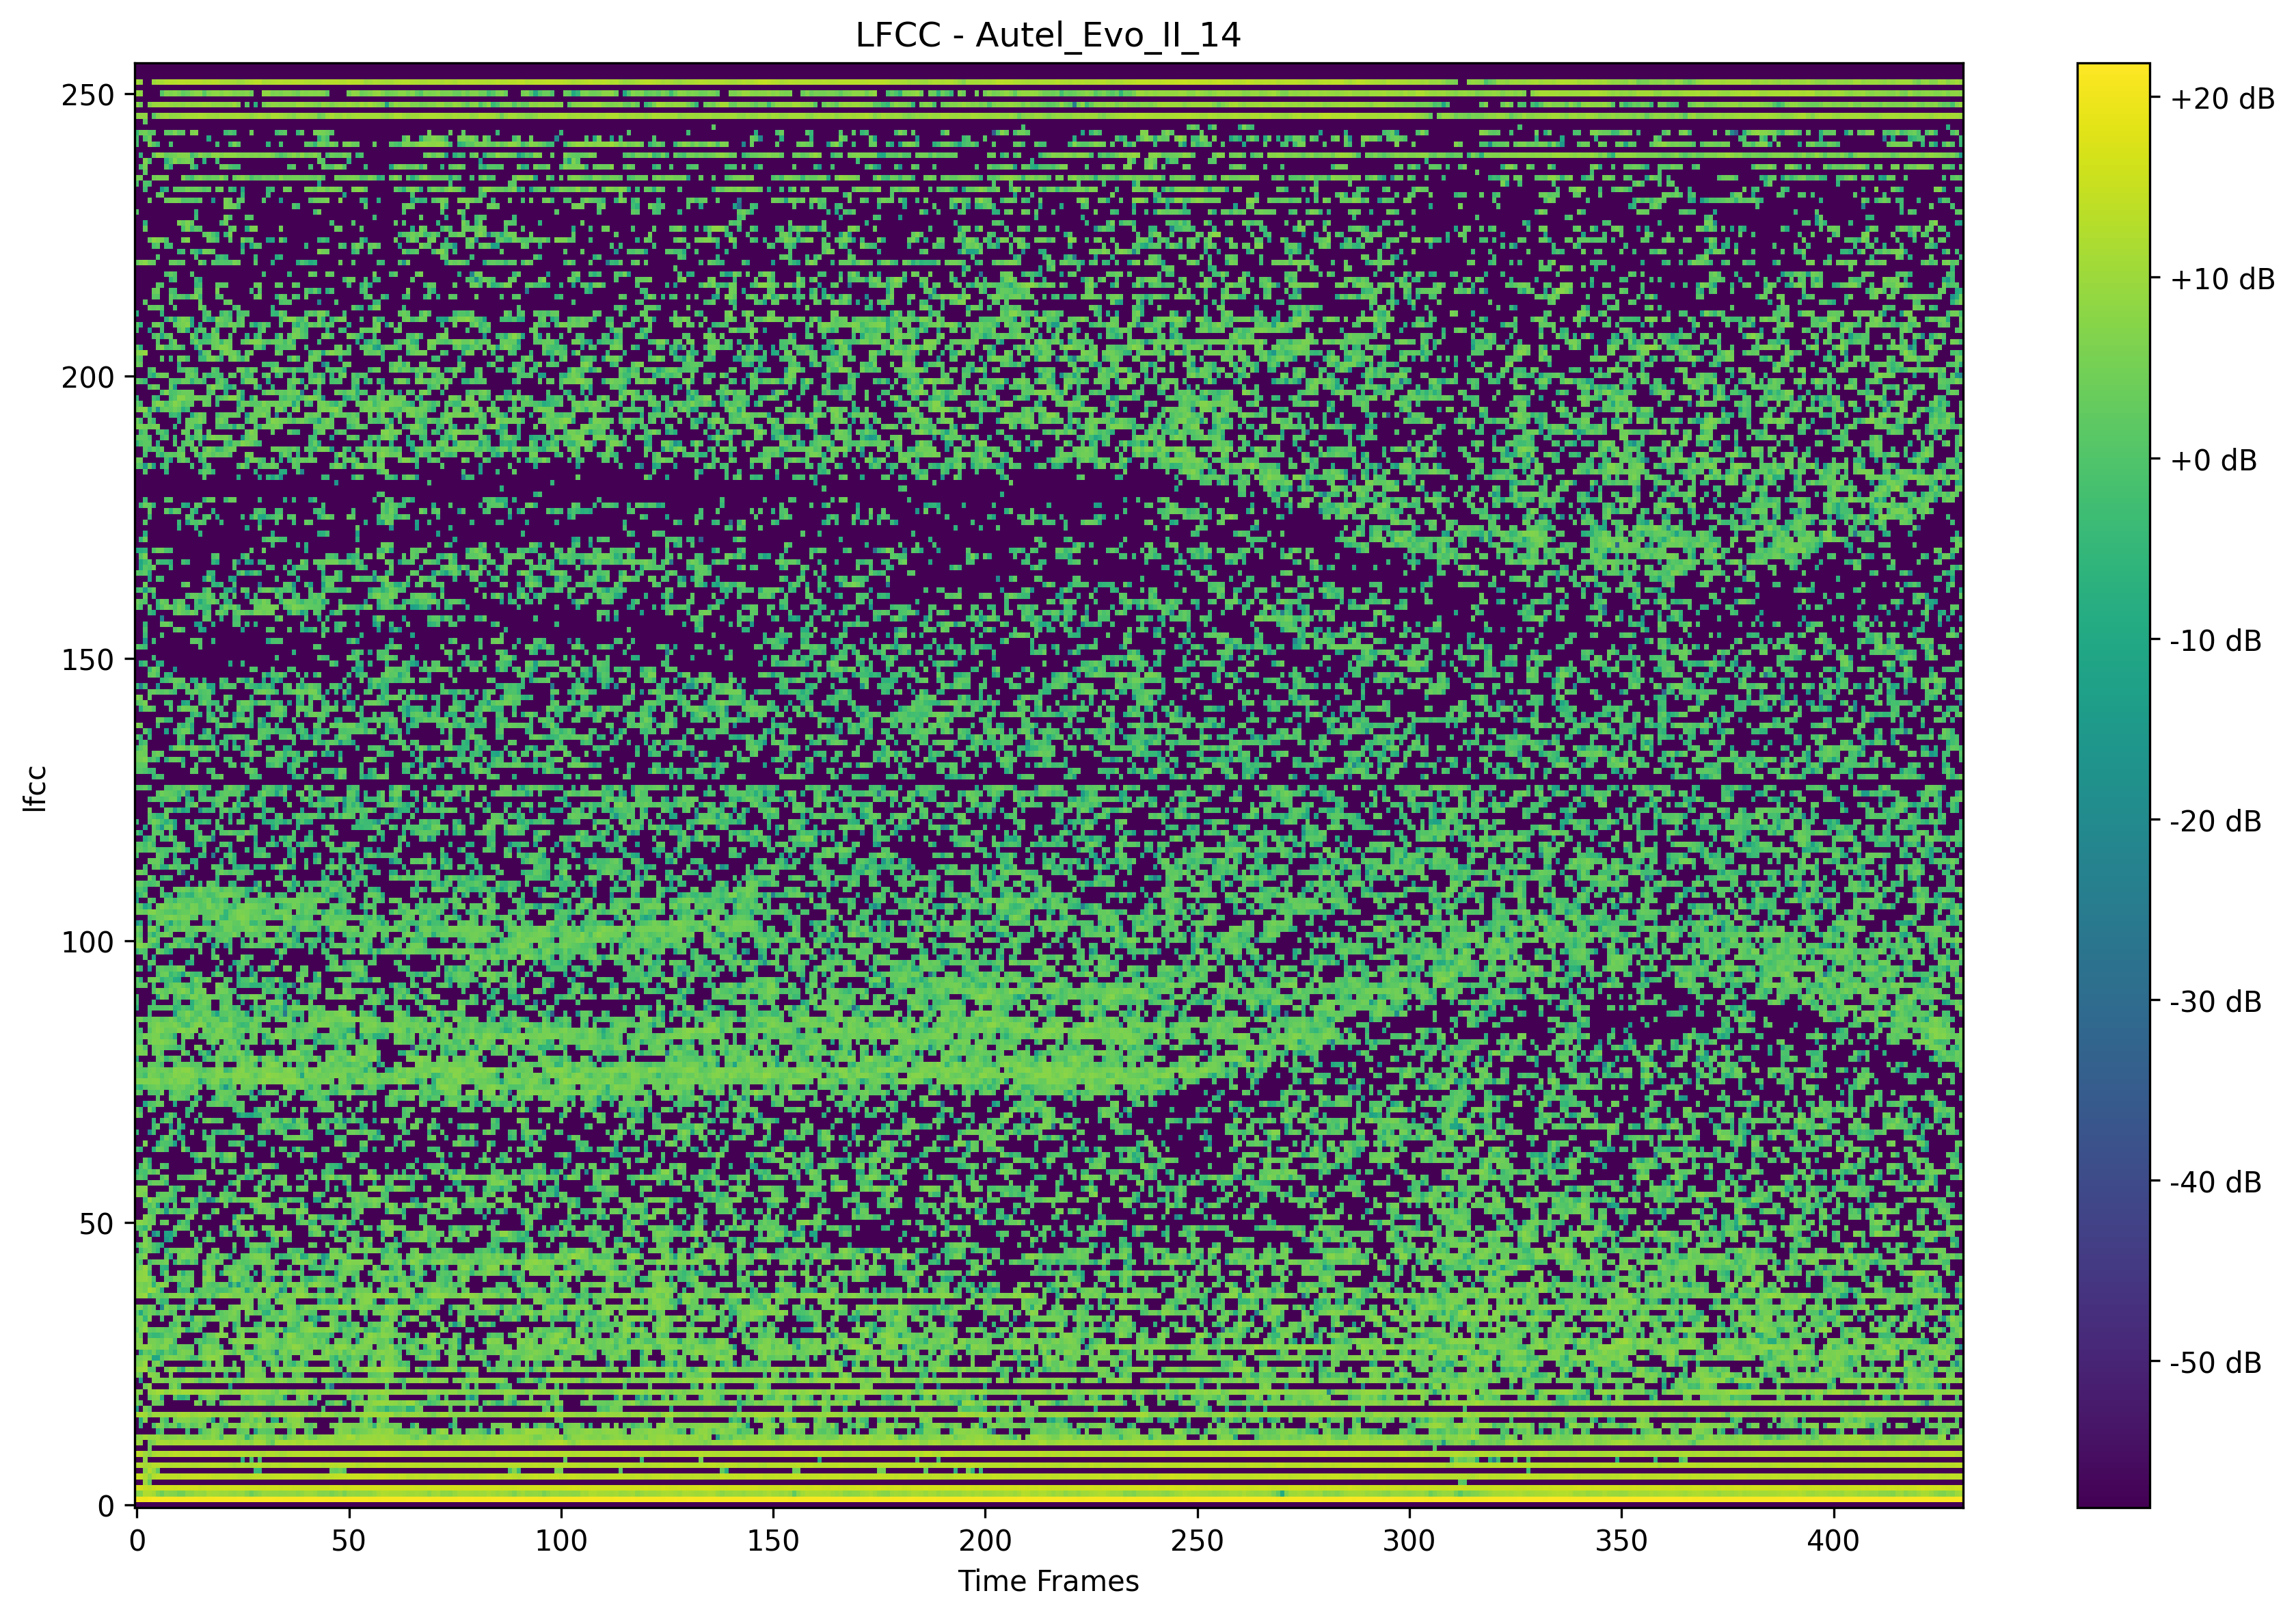 LFCC - Autel_Evo_II_14
250
200
150
100
50
0
lfcc
0 50 100 150 200 250 300 350 400
Time Frames
+20 dB
+10 dB
+0 dB
-10 dB
-20 dB
-30 dB
-40 dB
-50 dB